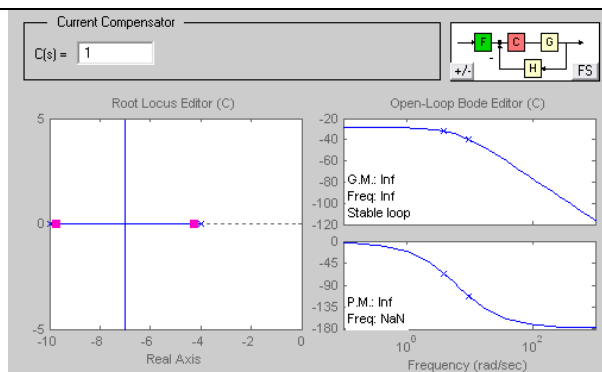 Current Compensator
C(s) = 1
F C G
H
+/- FS
-
Root Locus Editor (C)
5
0
-5
-10 -8 -6 -4 -2 0
Real Axis
Open-Loop Bode Editor (C)
-20
-40
-60
-80
-100
-120
G.M.: Inf
Freq: Inf
Stable loop
0
-45
-90
-135
-180
P.M.: Inf
Freq: NaN
10^0 10^2
Frequency (rad/sec)